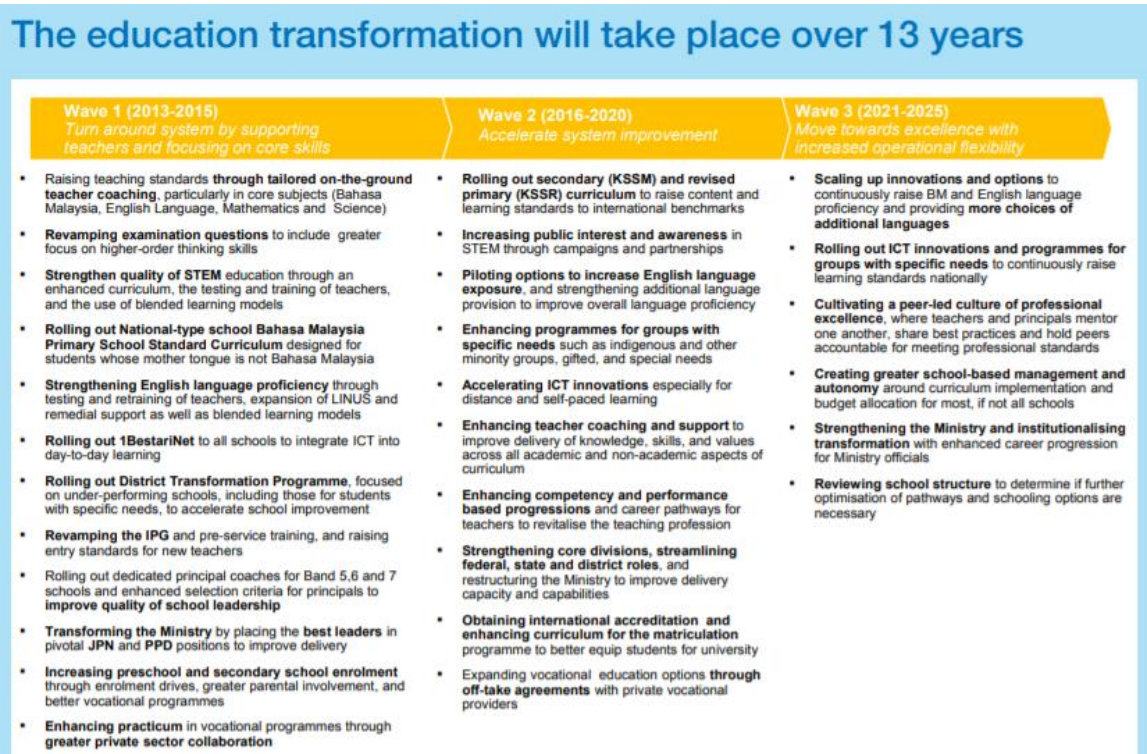 The education transformation will take place over 13 years
Wave 1 (2013-2015)
Turn around system by supporting
teachers and focusing on core skills
▪ Raising teaching standards through tailored on-the-ground
teacher coaching, particularly in core subjects (Bahasa
Malaysia, English Language, Mathematics and Science)
▪ Revamping examination questions to include greater
focus on higher-order thinking skills
▪ Strengthen quality of STEM education through an
enhanced curriculum, the testing and training of teachers,
and the use of blended learning models
▪ Rolling out National-type school Bahasa Malaysia
Primary School Standard Curriculum designed for
students whose mother tongue is not Bahasa Malaysia
▪ Strengthening English language proficiency through
testing and retraining of teachers, expansion of LINUS and
remedial support as well as blended learning models
▪ Rolling out 1BestariNet to all schools to integrate ICT into
day-to-day learning
▪ Rolling out District Transformation Programme, focused
on under-performing schools, including those for students
with specific needs, to accelerate school improvement
▪ Revamping the IPG and pre-service training, and raising
entry standards for new teachers
▪ Rolling out dedicated principal coaches for Band 5,6 and 7
schools and enhanced selection criteria for principals to
improve quality of school leadership
▪ Transforming the Ministry by placing the best leaders in
pivotal JPN and PPD positions to improve delivery
▪ Increasing preschool and secondary school enrolment
through enrolment drives, greater parental involvement, and
better vocational programmes
▪ Enhancing practicum in vocational programmes through
greater private sector collaboration
Wave 2 (2016-2020)
Accelerate system improvement
▪ Rolling out secondary (KSSM) and revised
primary (KSSR) curriculum to raise content and
learning standards to international benchmarks
▪ Increasing public interest and awareness in
STEM through campaigns and partnerships
▪ Piloting options to increase English language
exposure, and strengthening additional language
provision to improve overall language proficiency
▪ Enhancing programmes for groups with
specific needs such as indigenous and other
minority groups, gifted, and special needs
▪ Accelerating ICT innovations especially for
distance and self-paced learning
▪ Enhancing teacher coaching and support to
improve delivery of knowledge, skills, and values
across all academic and non-academic aspects of
curriculum
▪ Enhancing competency and performance
based progressions and career pathways for
teachers to revitalise the teaching profession
▪ Strengthening core divisions, streamlining
federal, state and district roles, and
restructuring the Ministry to improve delivery
capacity and capabilities
▪ Obtaining international accreditation and
enhancing curriculum for the matriculation
programme to better equip students for university
▪ Expanding vocational education options through
off-take agreements with private vocational
providers
Wave 3 (2021-2025)
Move towards excellence with
increased operational flexibility
▪ Scaling up innovations and options to
continuously raise BM and English language
proficiency and providing more choices of
additional languages
▪ Rolling out ICT innovations and programmes for
groups with specific needs to continuously raise
learning standards nationally
▪ Cultivating a peer-led culture of professional
excellence, where teachers and principals mentor
one another, share best practices and hold peers
accountable for meeting professional standards
▪ Creating greater school-based management and
autonomy around curriculum implementation and
budget allocation for most, if not all schools
▪ Strengthening the Ministry and institutionalising
transformation with enhanced career progression
for Ministry officials
▪ Reviewing school structure to determine if further
optimisation of pathways and schooling options are
necessary